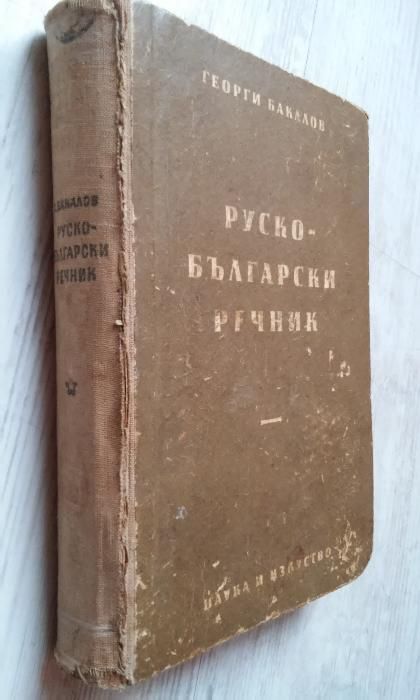 ГЕОРГИ БАКАЛОВ
РУСКО-
БЪЛГАРСКИ
РЕЧНИК
НАУКА И ИЗКУСТВО
БАКАЛОВ
РУСКО-
БЪЛГАРСКИ
РЕЧНИК